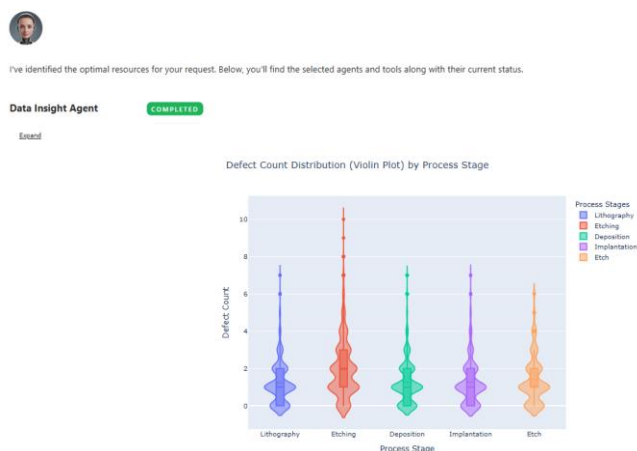 I've identified the optimal resources for your request. Below, you'll find the selected agents and tools along with their current status.
Data Insight Agent
COMPLETED
Expand
Defect Count Distribution (Violin Plot) by Process Stage
Process Stages
Lithography
Etching
Deposition
Implantation
Etch
Defect Count
10
8
6
4
2
0
Lithography
Etching
Deposition
Implantation
Etch
Process Stage